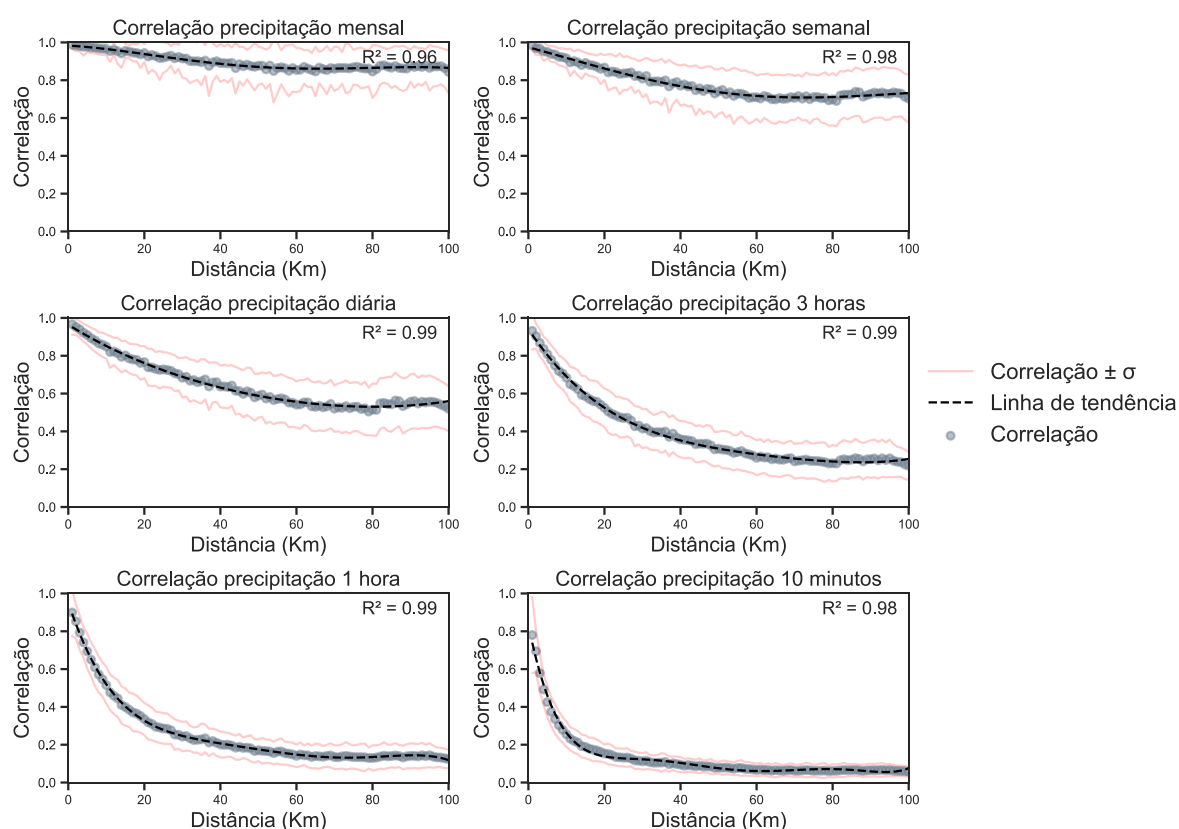 Correlação precipitação mensal
R² = 0.96
1.0
0.8
0.6
0.4
0.2
0.0
Correlação
0 20 40 60 80 100
Distância (Km)
Correlação precipitação semanal
R² = 0.98
1.0
0.8
0.6
0.4
0.2
0.0
Correlação
0 20 40 60 80 100
Distância (Km)
Correlação precipitação diária
R² = 0.99
1.0
0.8
0.6
0.4
0.2
0.0
Correlação
0 20 40 60 80 100
Distância (Km)
Correlação precipitação 3 horas
R² = 0.99
1.0
0.8
0.6
0.4
0.2
0.0
Correlação
0 20 40 60 80 100
Distância (Km)
Correlação ± σ
Linha de tendência
Correlação
Correlação precipitação 1 hora
R² = 0.99
1.0
0.8
0.6
0.4
0.2
0.0
Correlação
0 20 40 60 80 100
Distância (Km)
Correlação precipitação 10 minutos
R² = 0.98
1.0
0.8
0.6
0.4
0.2
0.0
Correlação
0 20 40 60 80 100
Distância (Km)